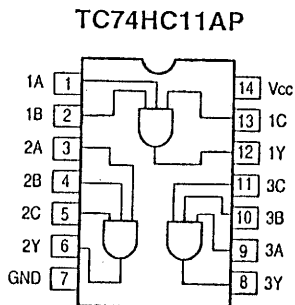 TC74HC11AP
1A 1 14 Vcc
1B 2 13 1C
2A 3 12 1Y
2B 4 11 3C
2C 5 10 3B
2Y 6 9 3A
GND 7 8 3Y